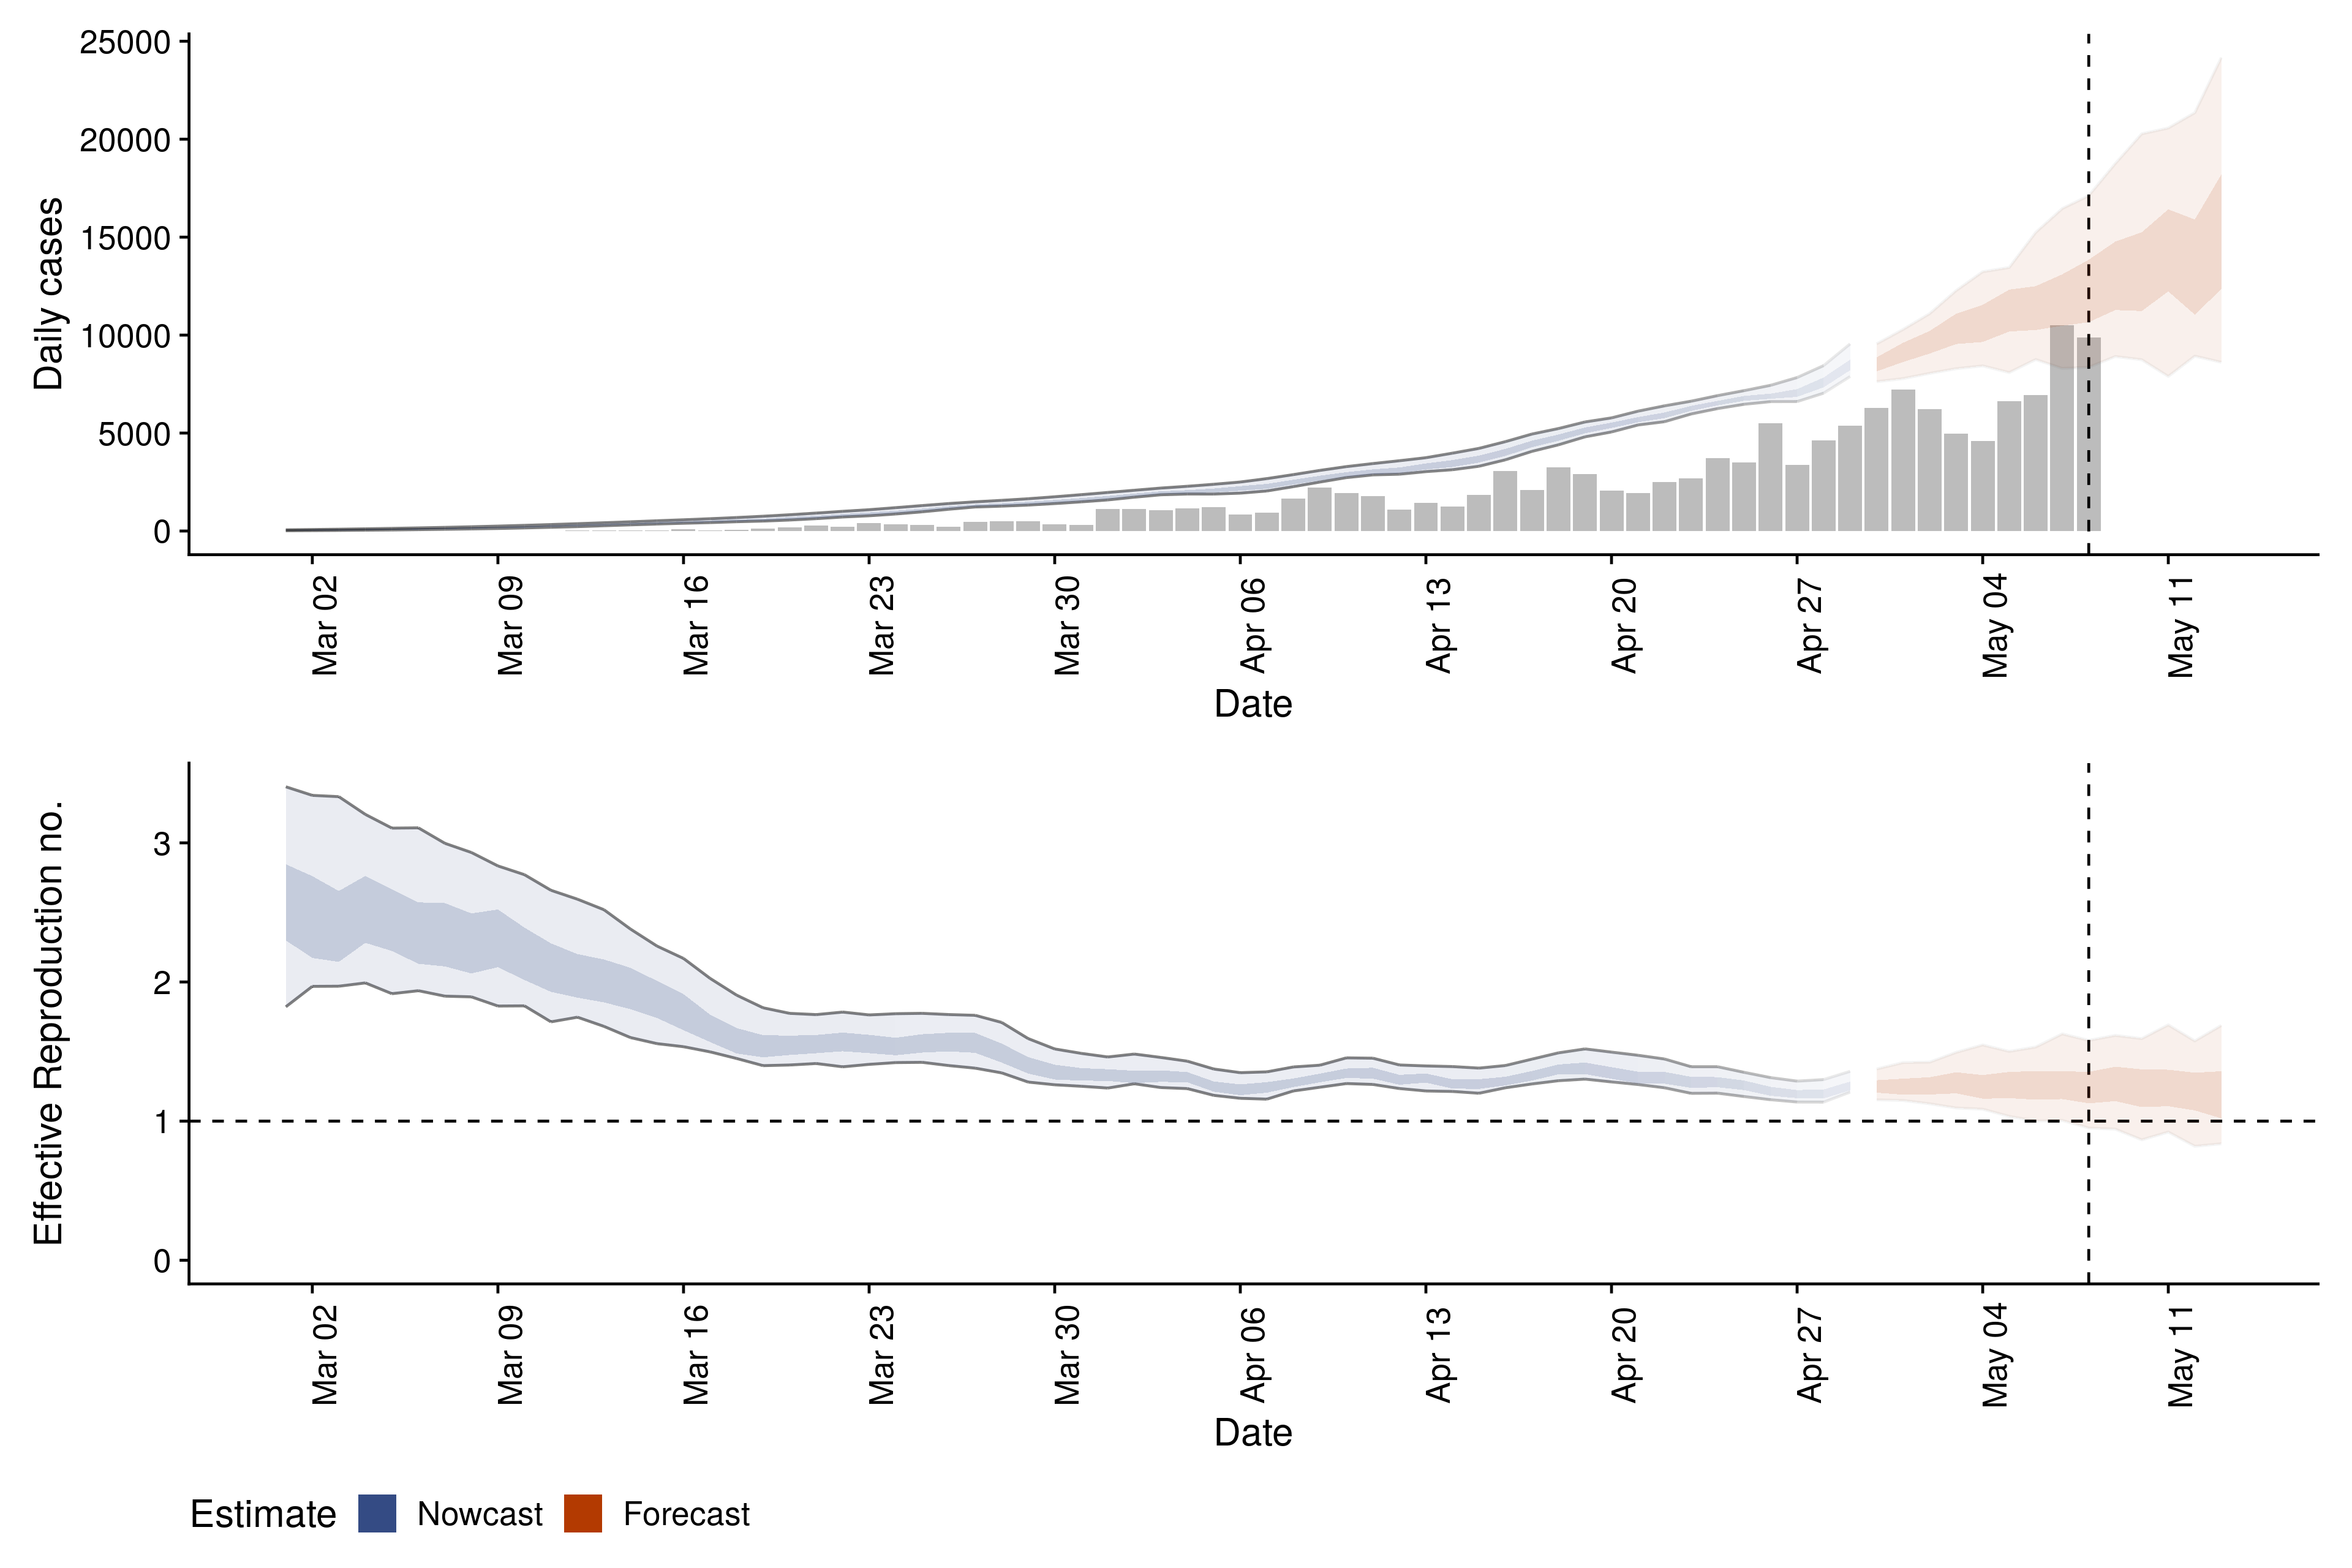 25000
20000
15000
10000
5000
0
Daily cases
Mar 02
Mar 09
Mar 16
Mar 23
Mar 30
Apr 06
Apr 13
Apr 20
Apr 27
May 04
May 11
Date
3
2
1
0
Effective Reproduction no.
Mar 02
Mar 09
Mar 16
Mar 23
Mar 30
Apr 06
Apr 13
Apr 20
Apr 27
May 04
May 11
Date
Estimate Nowcast Forecast